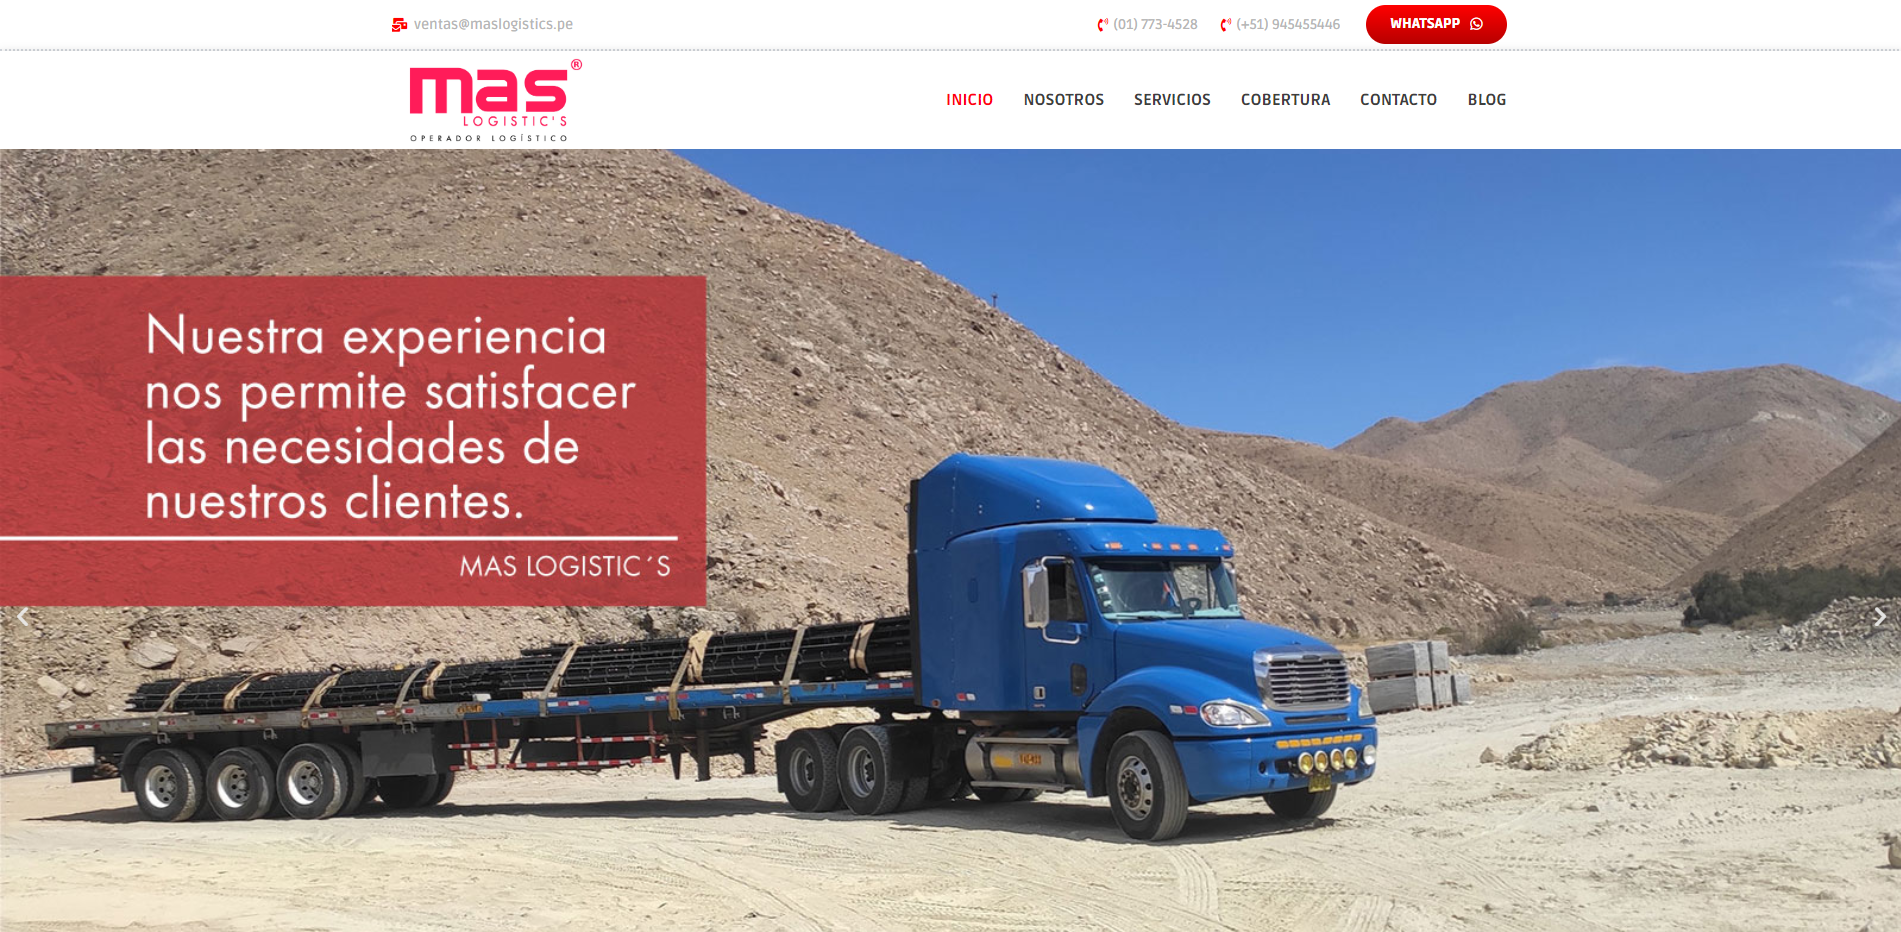 ventas@maslogistics.pe
(01) 773-4528
(+51) 945455446
WHATSAPP
mas®
LOGISTIC'S
OPERADOR LOGÍSTICO
INICIO
NOSOTROS
SERVICIOS
COBERTURA
CONTACTO
BLOG
Nuestra experiencia
nos permite satisfacer
las necesidades de
nuestros clientes.
MAS LOGISTIC´S